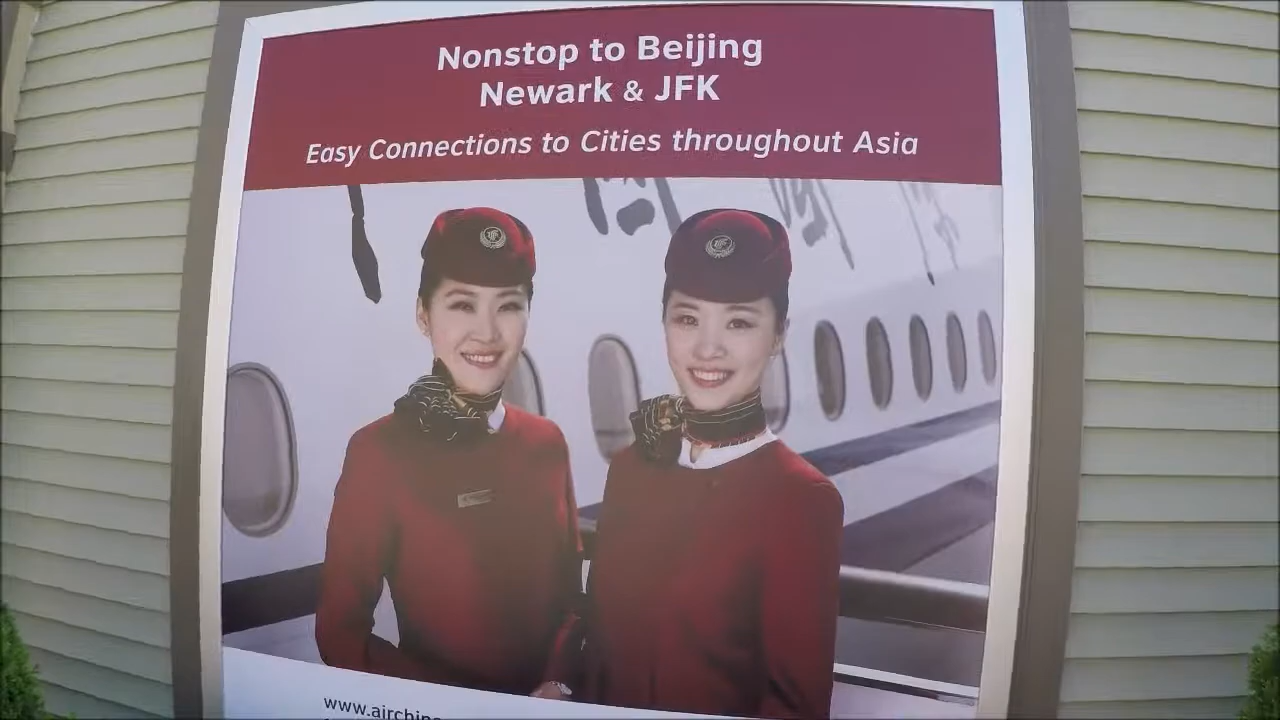 Nonstop to Beijing
Newark & JFK
Easy Connections to Cities throughout Asia